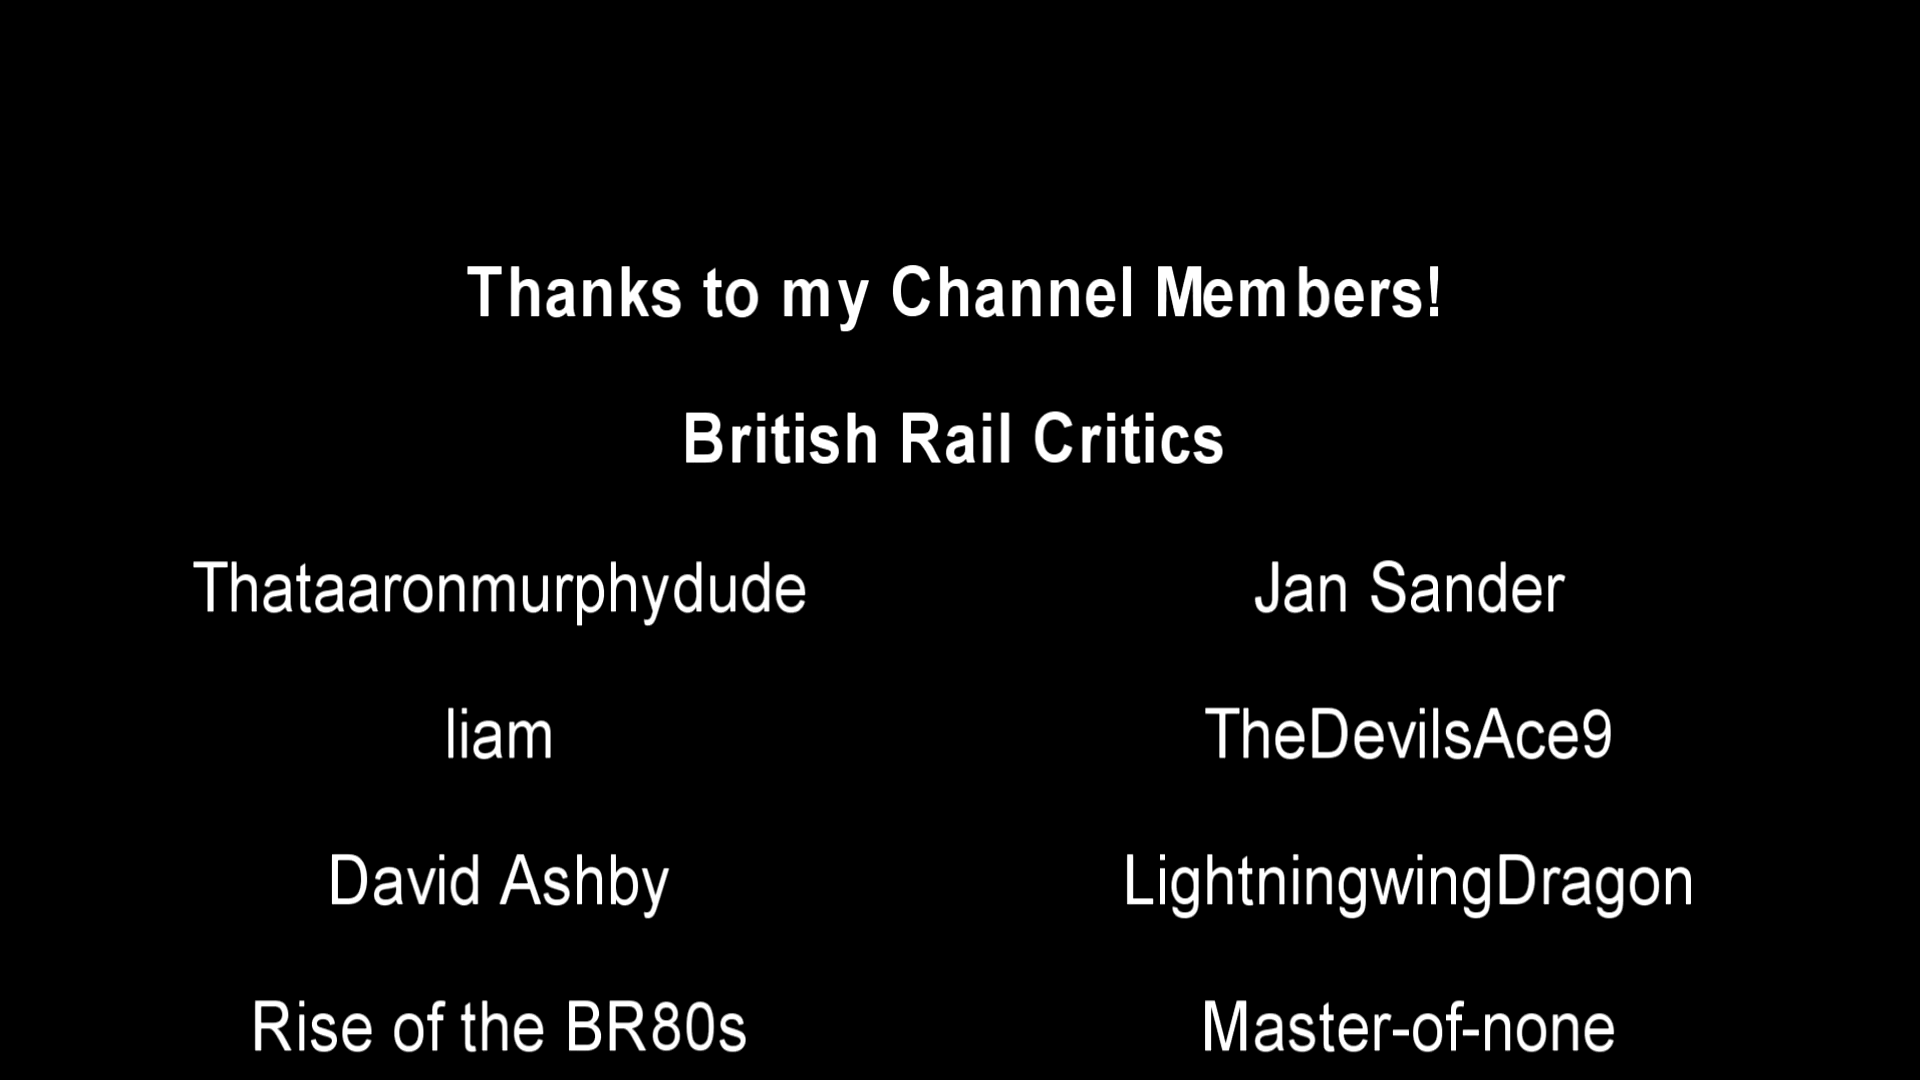 Thanks to my Channel Members!
British Rail Critics
Thataaronmurphydude Jan Sander
liam TheDevilsAce9
David Ashby LightningwingDragon
Rise of the BR80s Master-of-none